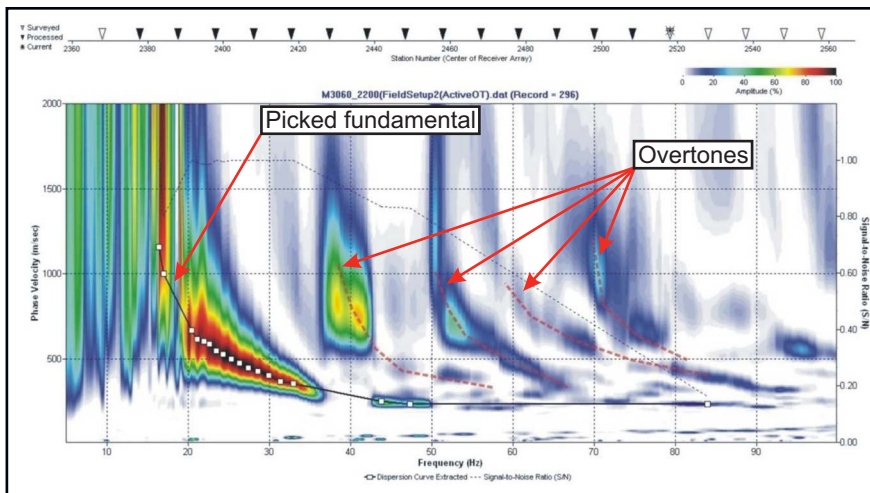 Surveyed
Processed
Current
2360 2380 2400 2420 2440 2460 2480 2500 2520 2540 2560
Station Number (Center of Receiver Array)
0 20 40 60 80 100
Amplitude (%)
M3060_2200(FieldSetup2(ActiveOT).dat (Record = 296)
Picked fundamental
Overtones
2000
1500
1000
500
Phase Velocity (m/sec)
1.00
0.80
0.60
0.40
0.20
0.00
Signal-to-Noise Ratio (S/N)
10 20 30 40 50 60 70 80 90
Frequency (Hz)
Dispersion Curve Extracted Signal-to-Noise Ratio (S/N)